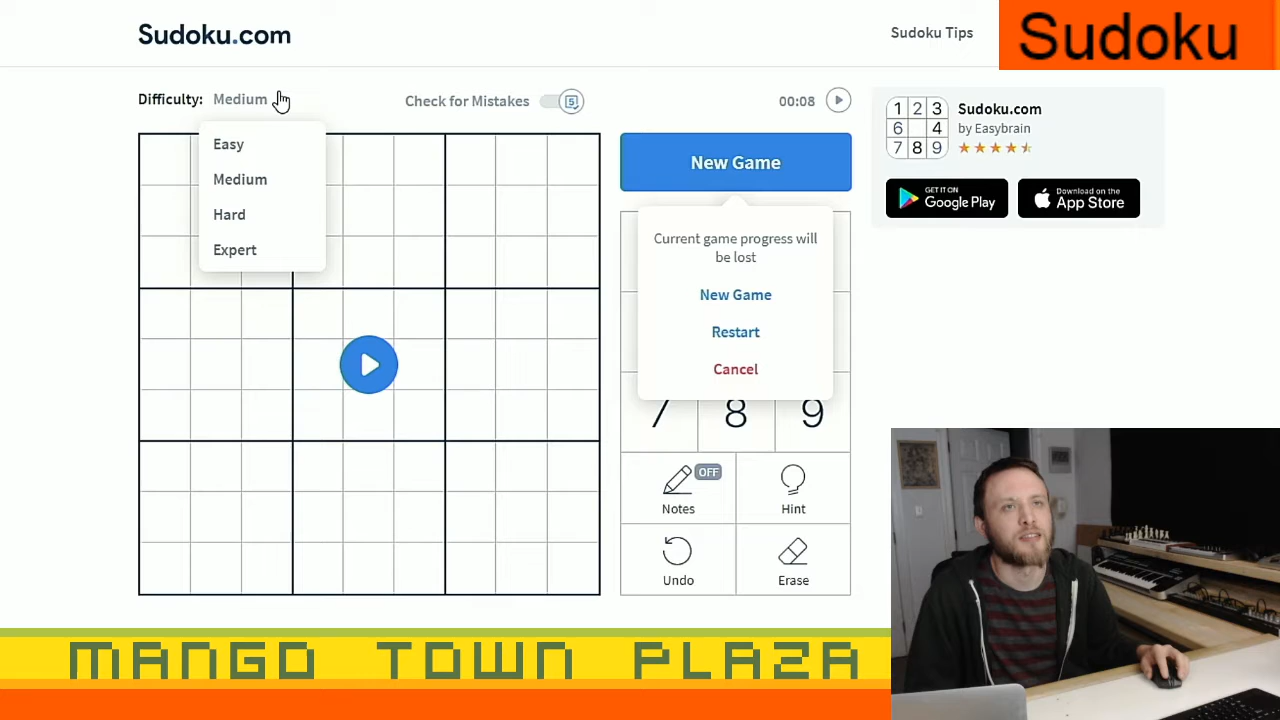 Sudoku.com
Sudoku Tips
Sudoku
Difficulty: Medium
Check for Mistakes
00:08
Easy
Medium
Hard
Expert
New Game
Current game progress will
be lost
New Game
Restart
Cancel
7 8 9
OFF
Notes
Hint
Undo
Erase
1 2 3
6 4
7 8 9
Sudoku.com
by Easybrain
GET IT ON
Google Play
Download on the
App Store
MANGO TOWN PLAZA